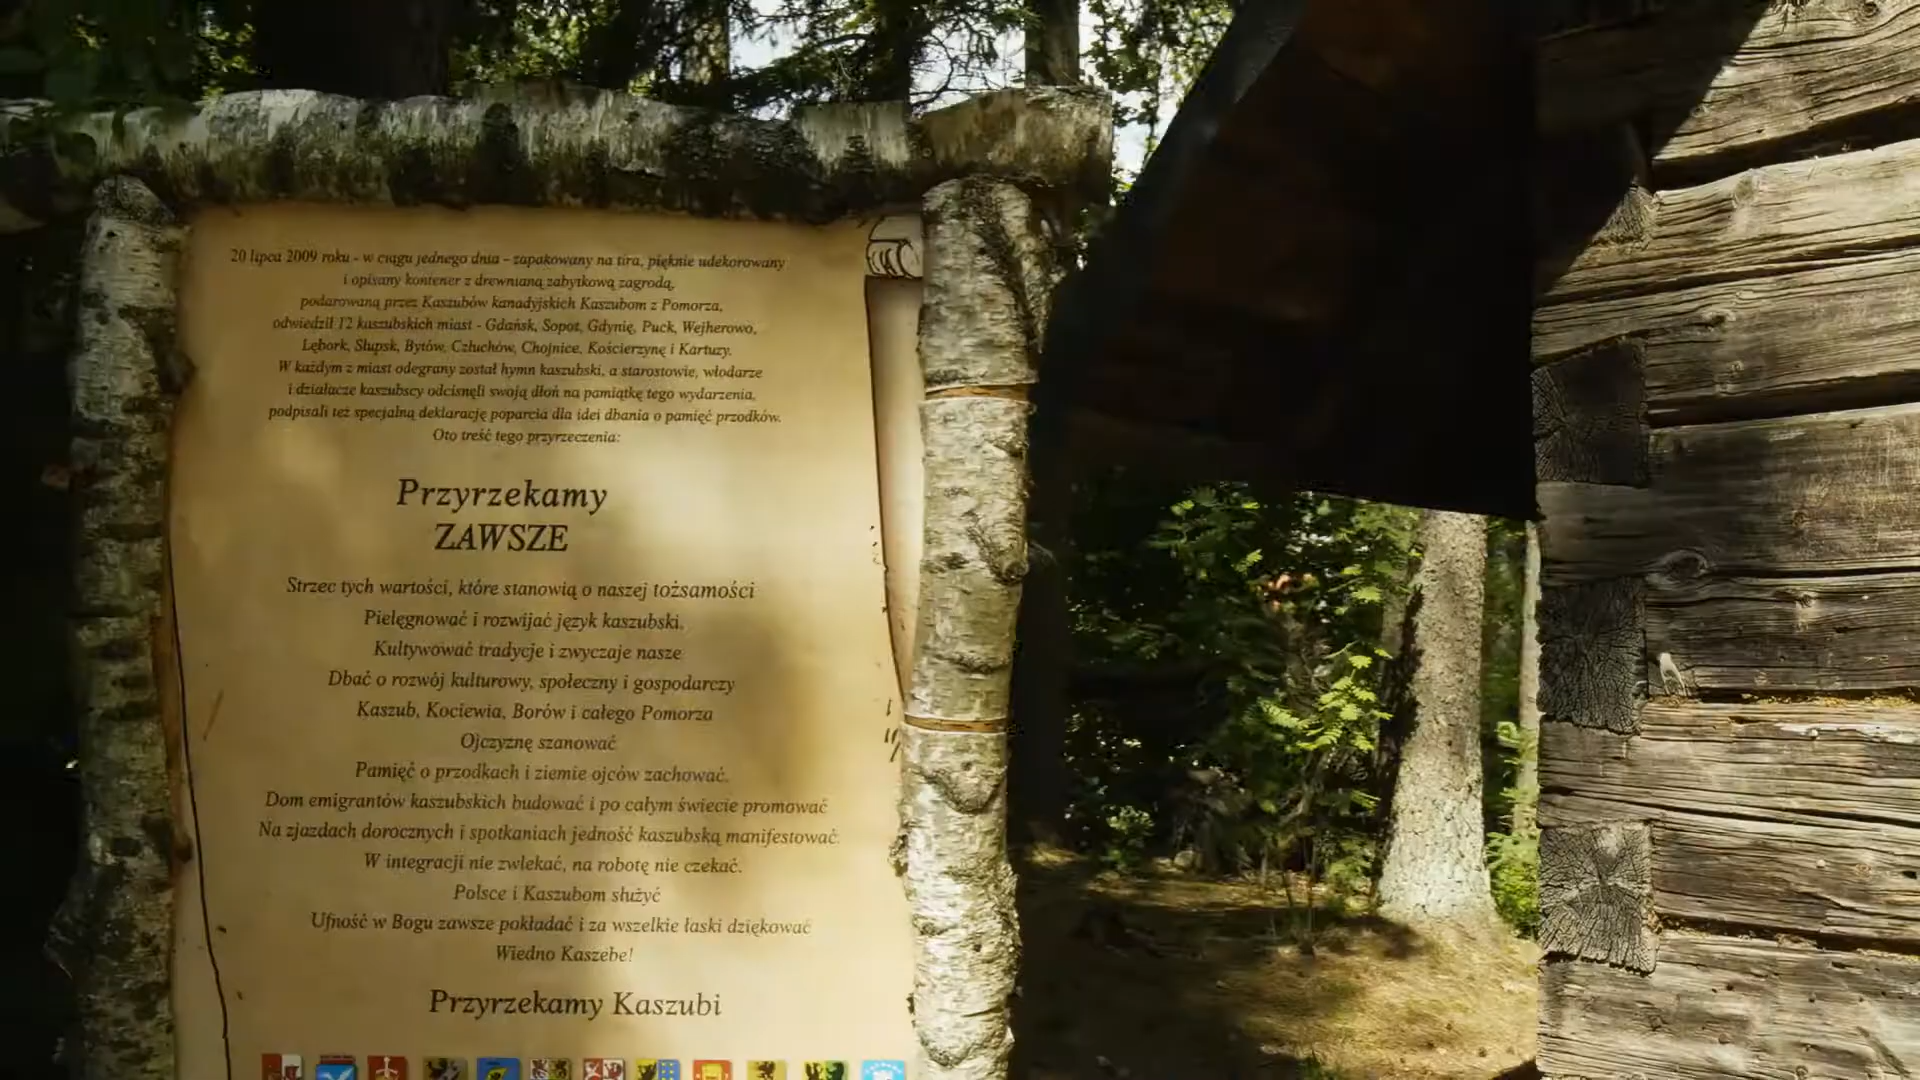 20 lipca 2009 roku - w ciągu jednego dnia - zapakowany na tira, pięknie udekorowany
i opisany kontener z drewnianą zabytkową zagrodą,
podarowaną przez Kaszubów kanadyjskich Kaszubom z Pomorza,
odwiedził 12 kaszubskich miast - Gdańsk, Sopot, Gdynię, Puck, Wejherowo,
Lębork, Słupsk, Bytów, Człuchów, Chojnice, Kościerzynę i Kartuzy.
W każdym z miast odegrany został hymn kaszubski, a starostowie, włodarze
i działacze kaszubscy odcisnęli swoją dłoń na pamiątkę tego wydarzenia,
podpisali też specjalną deklarację poparcia dla idei dbania o pamięć przodków.
Oto treść tego przyrzeczenia:
Przyrzekamy
ZAWSZE
Strzec tych wartości, które stanowią o naszej tożsamości
Pielęgnować i rozwijać język kaszubski.
Kultywować tradycje i zwyczaje nasze
Dbać o rozwój kulturowy, społeczny i gospodarczy
Kaszub, Kociewia, Borów i całego Pomorza
Ojczyznę szanować
Pamięć o przodkach i ziemie ojców zachować.
Dom emigrantów kaszubskich budować i po całym świecie promować
Na zjazdach dorocznych i spotkaniach jedność kaszubską manifestować.
W integracji nie zwlekać, na robotę nie czekać.
Polsce i Kaszubom służyć
Ufność w Bogu zawsze pokładać i za wszelkie łaski dziękować
Wiedno Kaszebe!
Przyrzekamy Kaszubi